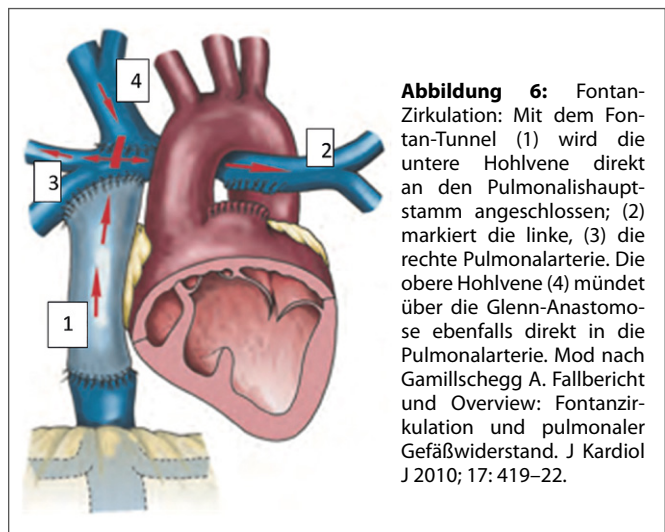 4
2
3
1
Abbildung 6: Fontan-
Zirkulation: Mit dem Fon-
tan-Tunnel (1) wird die
untere Hohlvene direkt
an den Pulmonalishaupt-
stamm angeschlossen; (2)
markiert die linke, (3) die
rechte Pulmonalarterie. Die
obere Hohlvene (4) mündet
über die Glenn-Anastomo-
se ebenfalls direkt in die
Pulmonalarterie. Mod nach
Gamillschegg A. Fallbericht
und Overview: Fontanzir-
kulation und pulmonaler
Gefäßwiderstand. J Kardiol
J 2010; 17: 419–22.